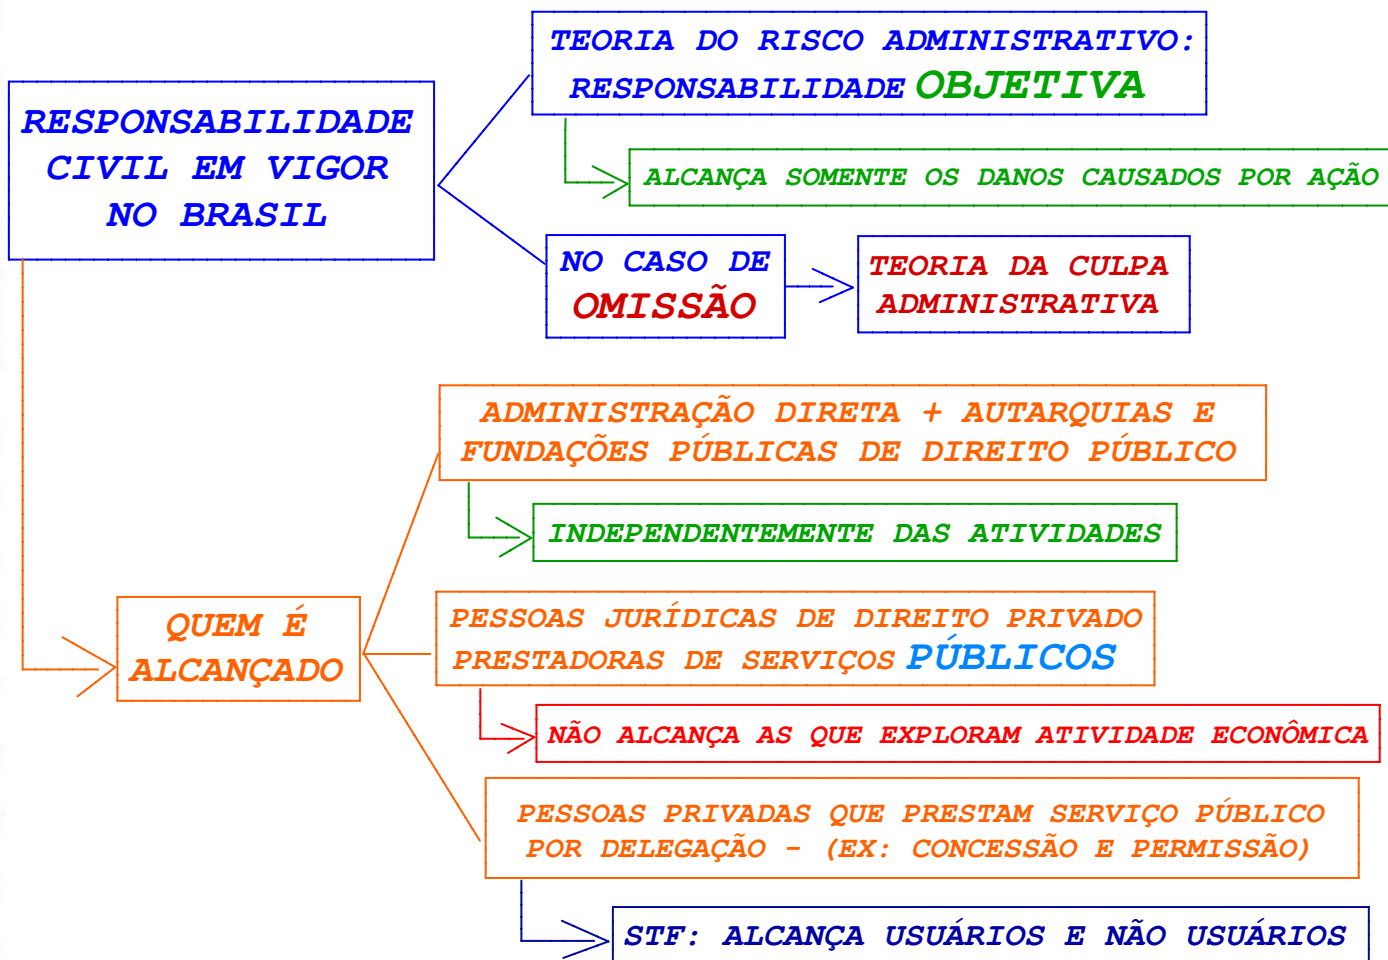 TEORIA DO RISCO ADMINISTRATIVO:
RESPONSABILIDADE OBJETIVA
RESPONSABILIDADE
CIVIL EM VIGOR
NO BRASIL
ALCANÇA SOMENTE OS DANOS CAUSADOS POR AÇÃO
NO CASO DE
OMISSÃO
TEORIA DA CULPA
ADMINISTRATIVA
ADMINISTRAÇÃO DIRETA + AUTARQUIAS E
FUNDAÇÕES PÚBLICAS DE DIREITO PÚBLICO
INDEPENDENTEMENTE DAS ATIVIDADES
QUEM É
ALCANÇADO
PESSOAS JURÍDICAS DE DIREITO PRIVADO
PRESTADORAS DE SERVIÇOS PÚBLICOS
NÃO ALCANÇA AS QUE EXPLORAM ATIVIDADE ECONÔMICA
PESSOAS PRIVADAS QUE PRESTAM SERVIÇO PÚBLICO
POR DELEGAÇÃO - (EX: CONCESSÃO E PERMISSÃO)
STF: ALCANÇA USUÁRIOS E NÃO USUÁRIOS